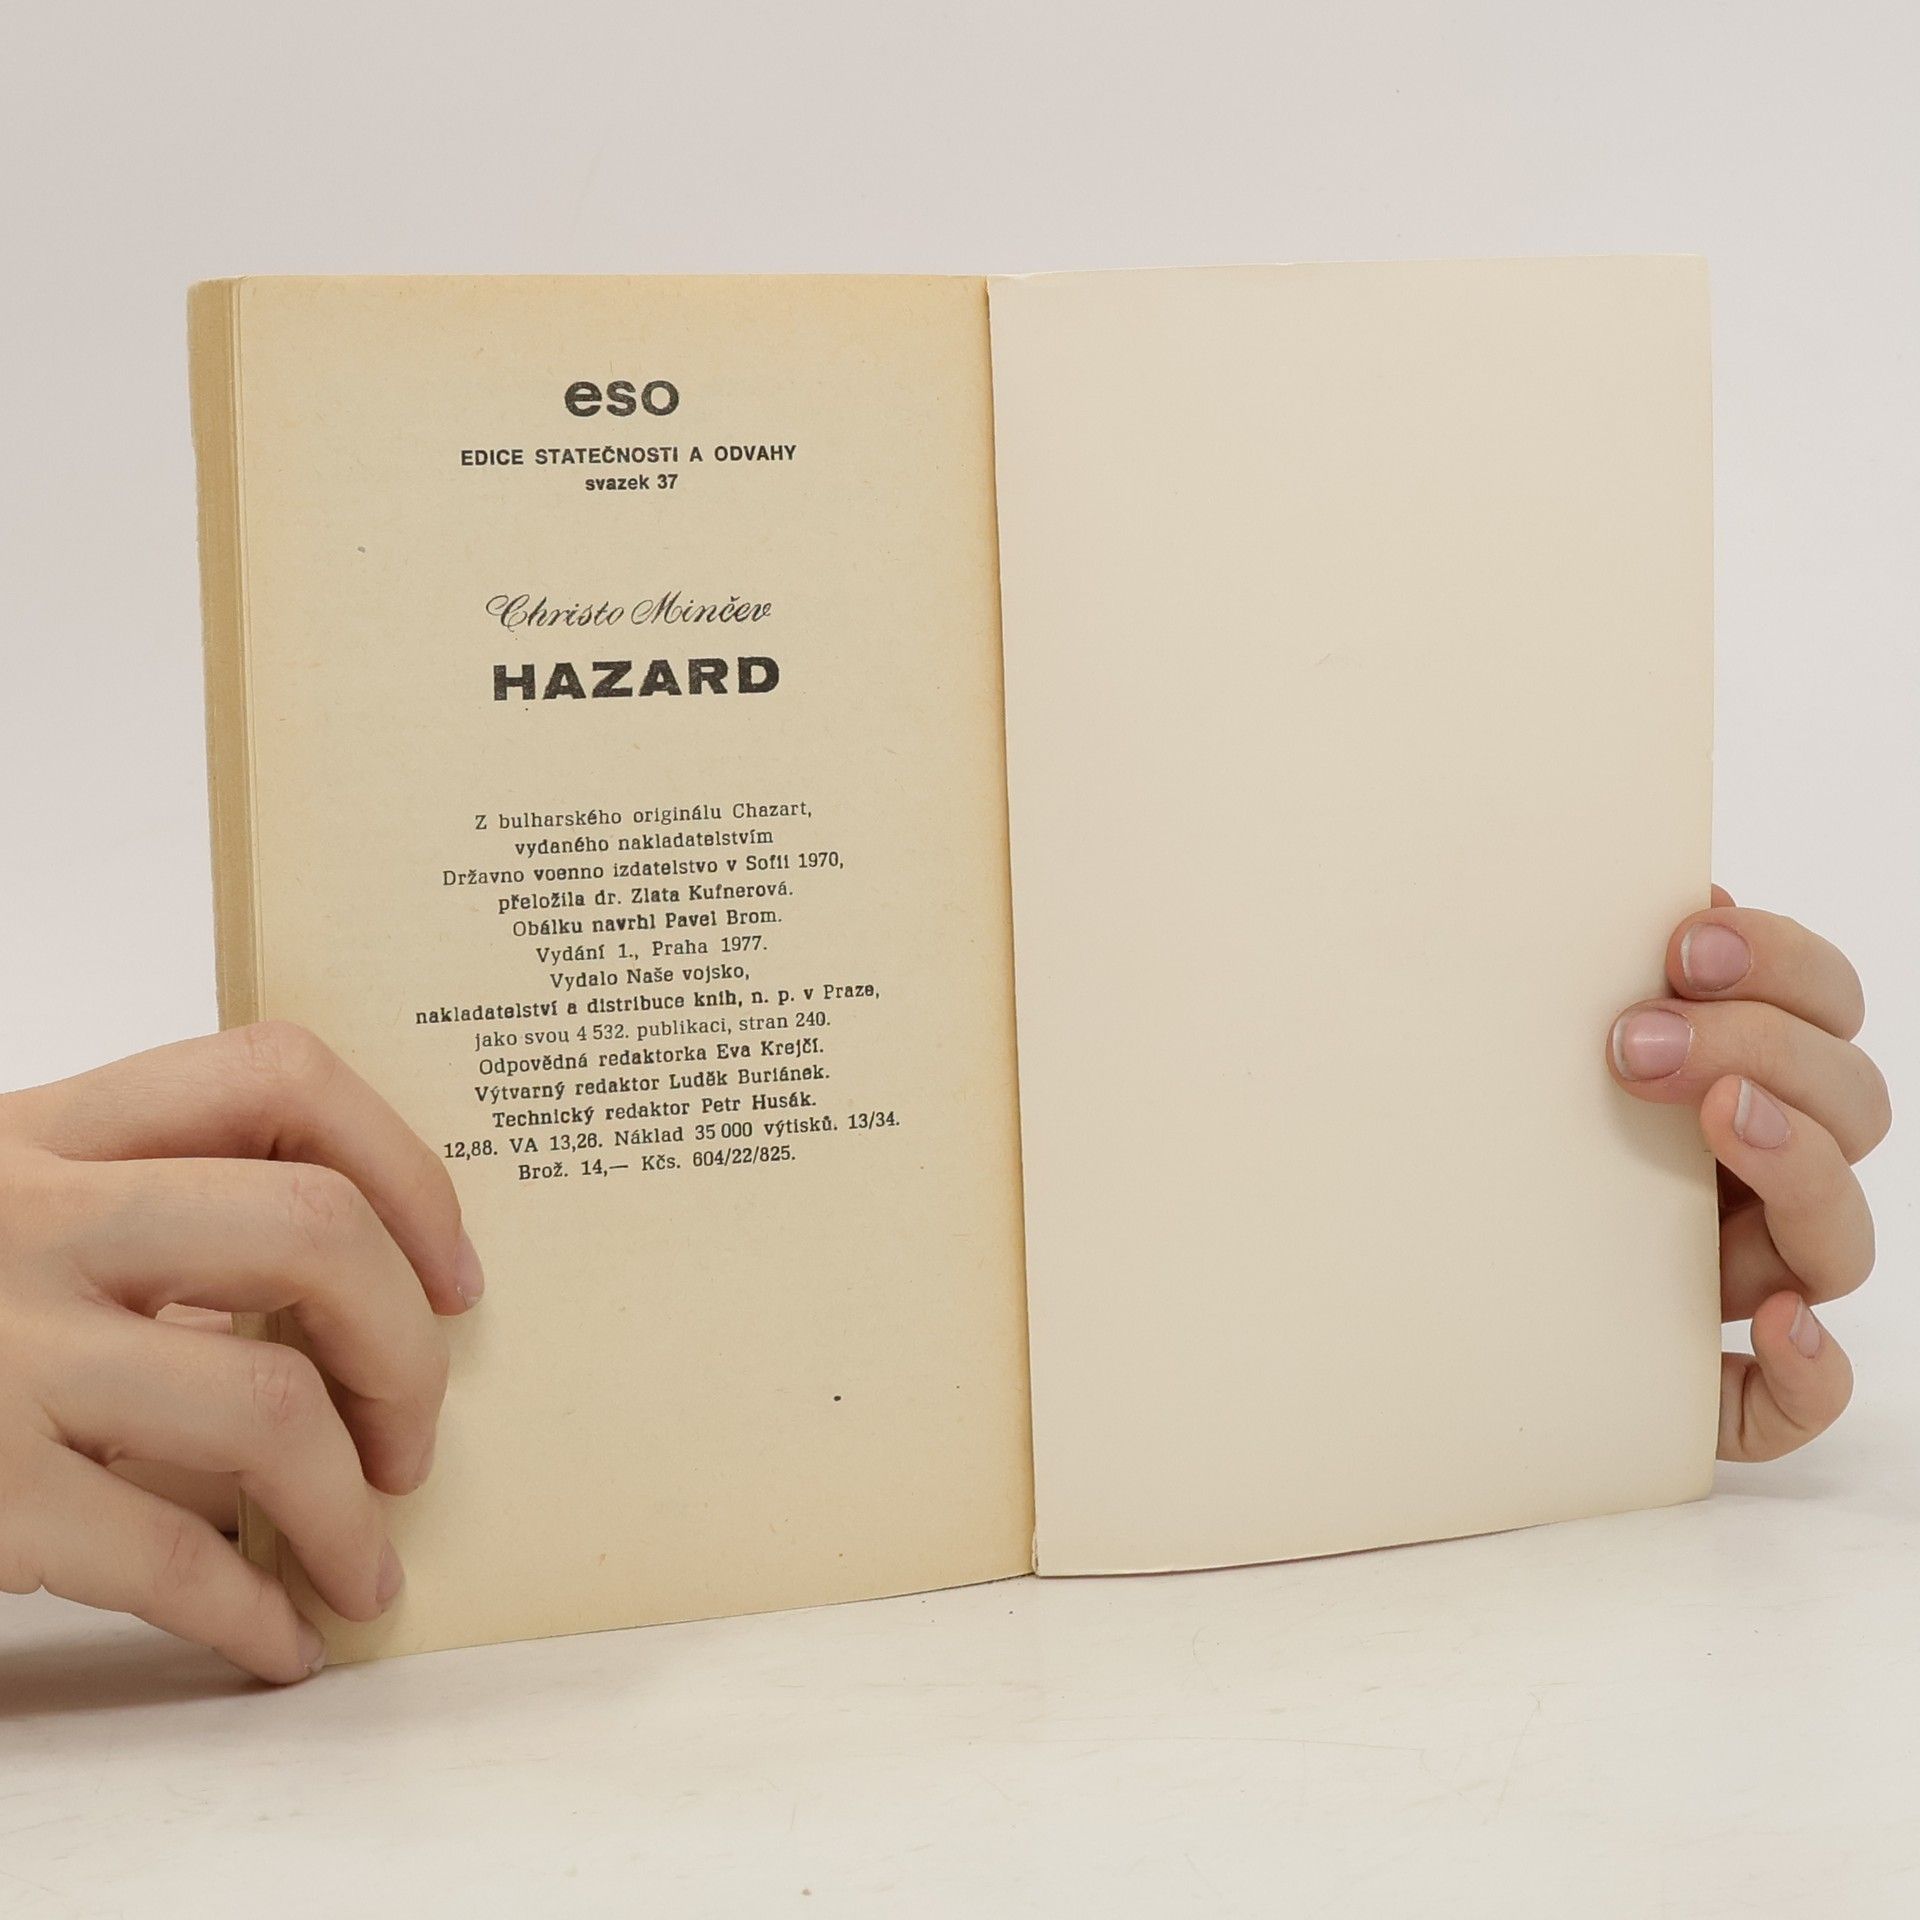 eso
EDICE STATEČNOSTI A ODVAHY
svazek 37
Christo Minčev
HAZARD
Z bulharského originálu Chazart,
vydaného nakladatelstvím
Državno voenno izdatelstvo v Sofii 1970,
přeložila dr. Zlata Kufnerová.
Obálku navrhl Pavel Brom.
Vydání 1., Praha 1977.
Vydalo Naše vojsko,
nakladatelství a distribuce knih, n. p. v Praze,
jako svou 4 532. publikaci, stran 240.
Odpovědná redaktorka Eva Krejčí.
Výtvarný redaktor Luděk Buriánek.
Technický redaktor Petr Husák.
12,88. VA 13,26. Náklad 35 000 výtisků. 13/34.
Brož. 14,— Kčs. 604/22/825.